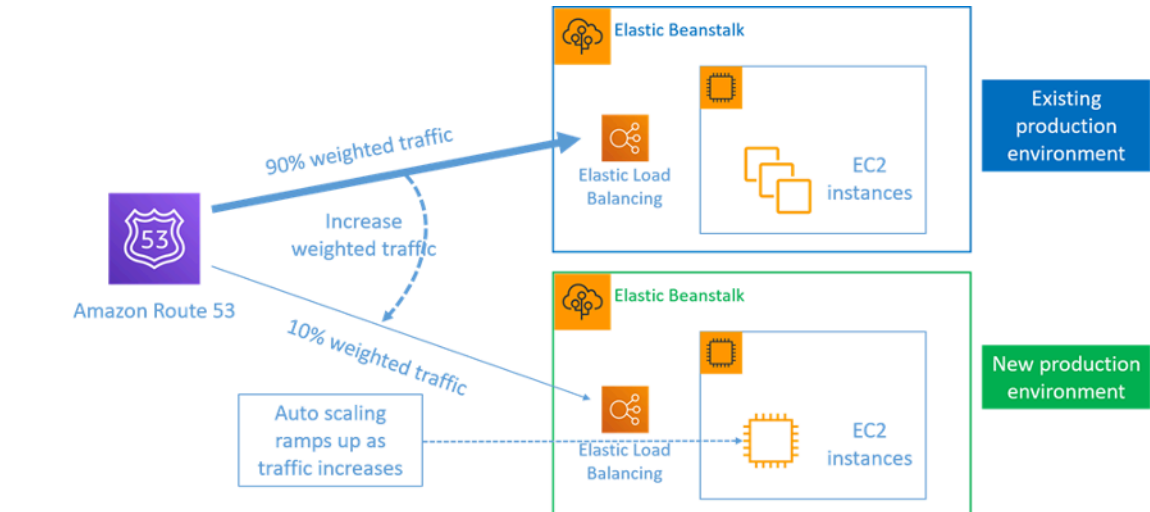 Elastic Beanstalk
90% weighted traffic
Elastic Load
Balancing
EC2
instances
Existing
production
environment
Increase
weighted traffic
53
Amazon Route 53
10% weighted traffic
Elastic Beanstalk
Auto scaling
ramps up as
traffic increases
Elastic Load
Balancing
EC2
instances
New production
environment